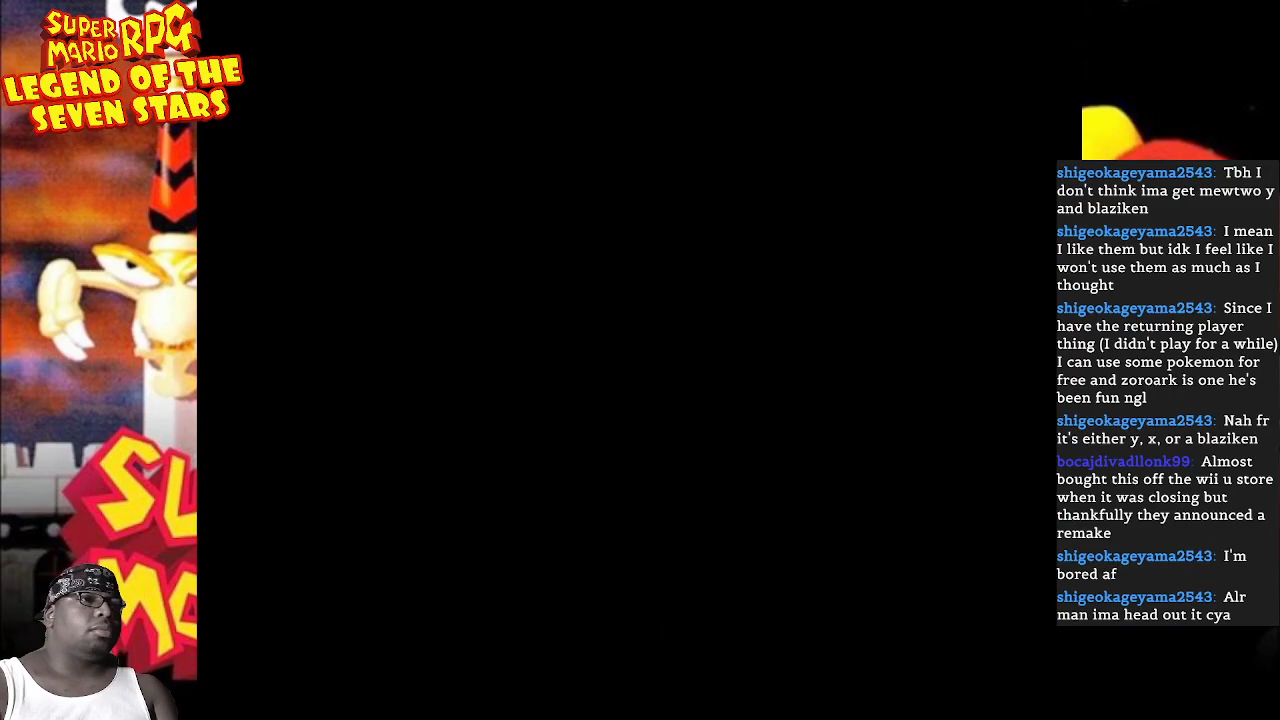 SUPER
MARIO RPG
LEGEND OF THE
SEVEN STARS
SU
MA
shigeokageyama2543: Tbh I
don't think ima get mewtwo y
and blaziken
shigeokageyama2543: I mean
I like them but idk I feel like I
won't use them as much as I
thought
shigeokageyama2543: Since I
have the returning player
thing (I didn't play for a while)
I can use some pokemon for
free and zoroark is one he's
been fun ngl
shigeokageyama2543: Nah fr
it's either y, x, or a blaziken
bocajdivadllonk99: Almost
bought this off the wii u store
when it was closing but
thankfully they announced a
remake
shigeokageyama2543: I'm
bored af
shigeokageyama2543: Alr
man ima head out it cya